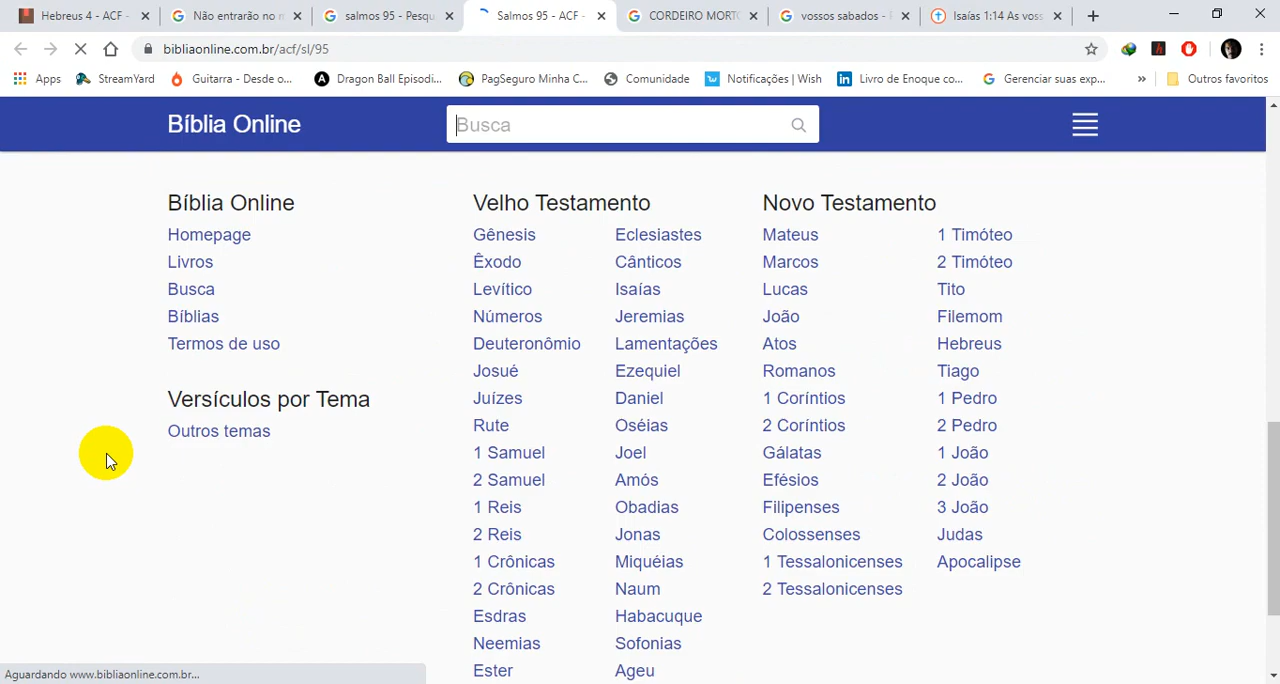 Hebreus 4 - ACF -
Não entrarão no m
salmos 95 - Pesqu
Salmos 95 - ACF -
CORDEIRO MORTO
vossos sabados - P
Isaías 1:14 As voss
bibliaonline.com.br/acf/sl/95
Apps
StreamYard
Guitarra - Desde o...
Dragon Ball Episodi...
PagSeguro Minha C...
Comunidade
Notificações | Wish
Livro de Enoque co...
Gerenciar suas exp...
»
Outros favoritos
Bíblia Online
Busca
Bíblia Online
Homepage
Livros
Busca
Bíblias
Termos de uso
Versículos por Tema
Outros temas
Velho Testamento
Gênesis
Êxodo
Levítico
Números
Deuteronômio
Josué
Juízes
Rute
1 Samuel
2 Samuel
1 Reis
2 Reis
1 Crônicas
2 Crônicas
Esdras
Neemias
Ester
Eclesiastes
Cânticos
Isaías
Jeremias
Lamentações
Ezequiel
Daniel
Oséias
Joel
Amós
Obadias
Jonas
Miquéias
Naum
Habacuque
Sofonias
Ageu
Novo Testamento
Mateus
Marcos
Lucas
João
Atos
Romanos
1 Coríntios
2 Coríntios
Gálatas
Efésios
Filipenses
Colossenses
1 Tessalonicenses
2 Tessalonicenses
1 Timóteo
2 Timóteo
Tito
Filemom
Hebreus
Tiago
1 Pedro
2 Pedro
1 João
2 João
3 João
Judas
Apocalipse
Aguardando www.bibliaonline.com.br...